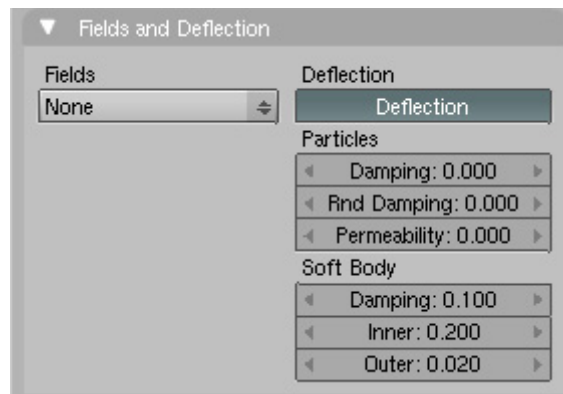 Fields and Deflection
Fields
None
Deflection
Deflection
Particles
Damping: 0.000
Rnd Damping: 0.000
Permeability: 0.000
Soft Body
Damping: 0.100
Inner: 0.200
Outer: 0.020